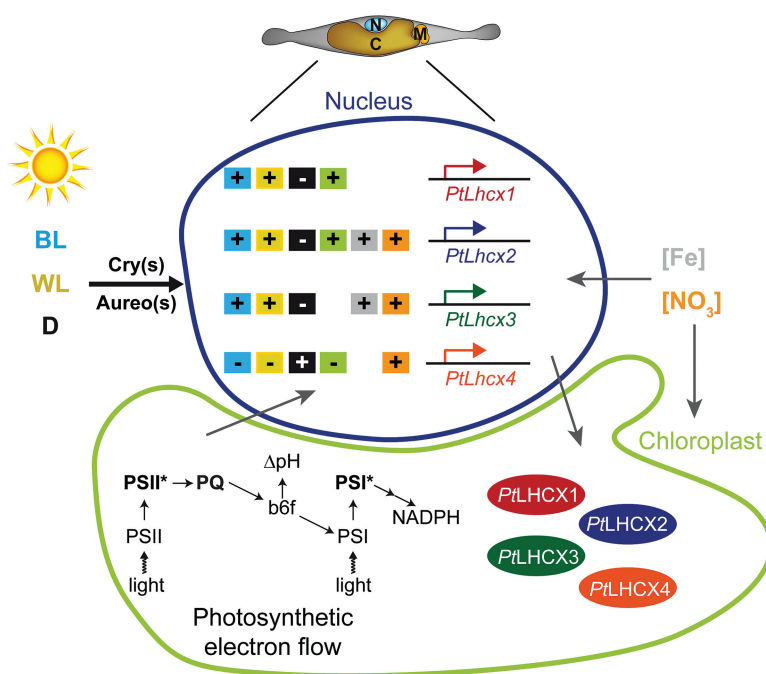 N
C
M
Nucleus
+ + - +
PtLhcx1
BL
WL
D
Cry(s)
Aureo(s)
+ + - + + +
PtLhcx2
[Fe]
[NO3]
+ + - + +
PtLhcx3
- - + - +
PtLhcx4
Chloroplast
ΔpH
PSII* PQ
b6f
PSI*
NADPH
PSII
PSI
light
light
PtLHCX1
PtLHCX2
PtLHCX3
PtLHCX4
Photosynthetic
electron flow